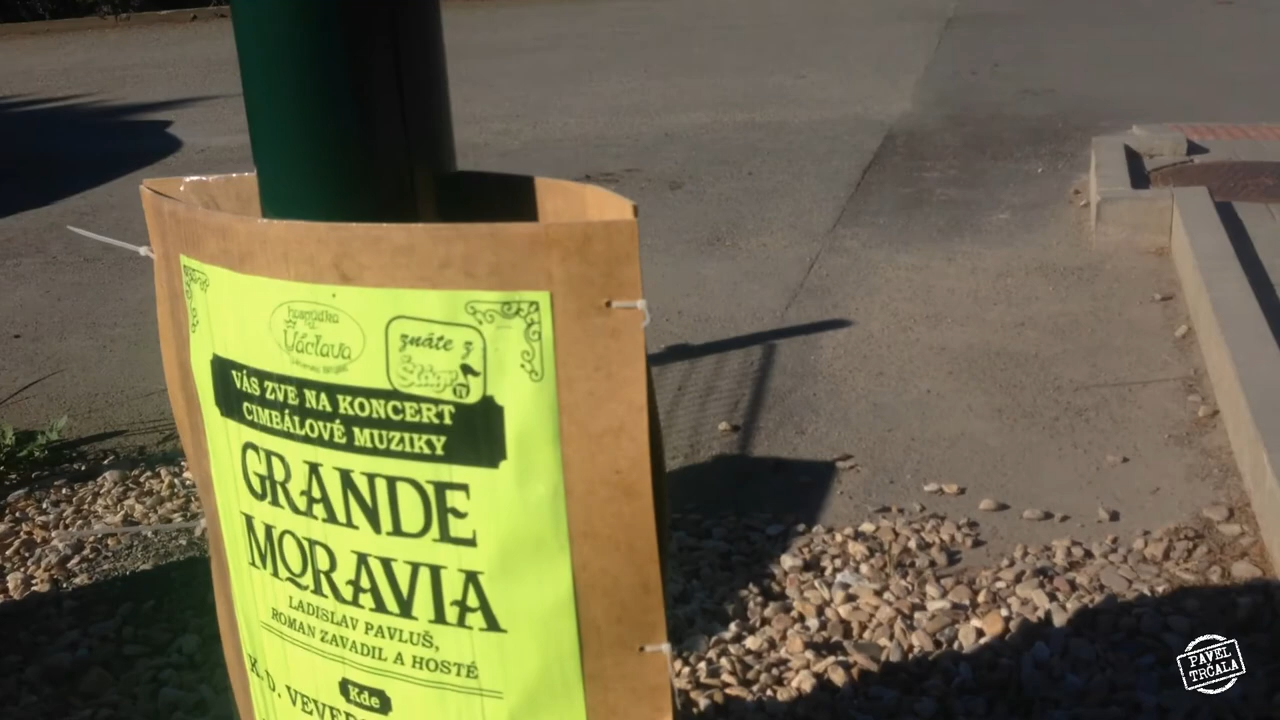 hospůdka
u
Václava
znáte z
Šlágr
TV
VÁS ZVE NA KONCERT
CIMBÁLOVÉ MUZIKY
GRANDE
MORAVIA
LADISLAV PAVLUŠ,
ROMAN ZAVADIL A HOSTÉ
Kde
K. D.
PAVEL
TRČALA